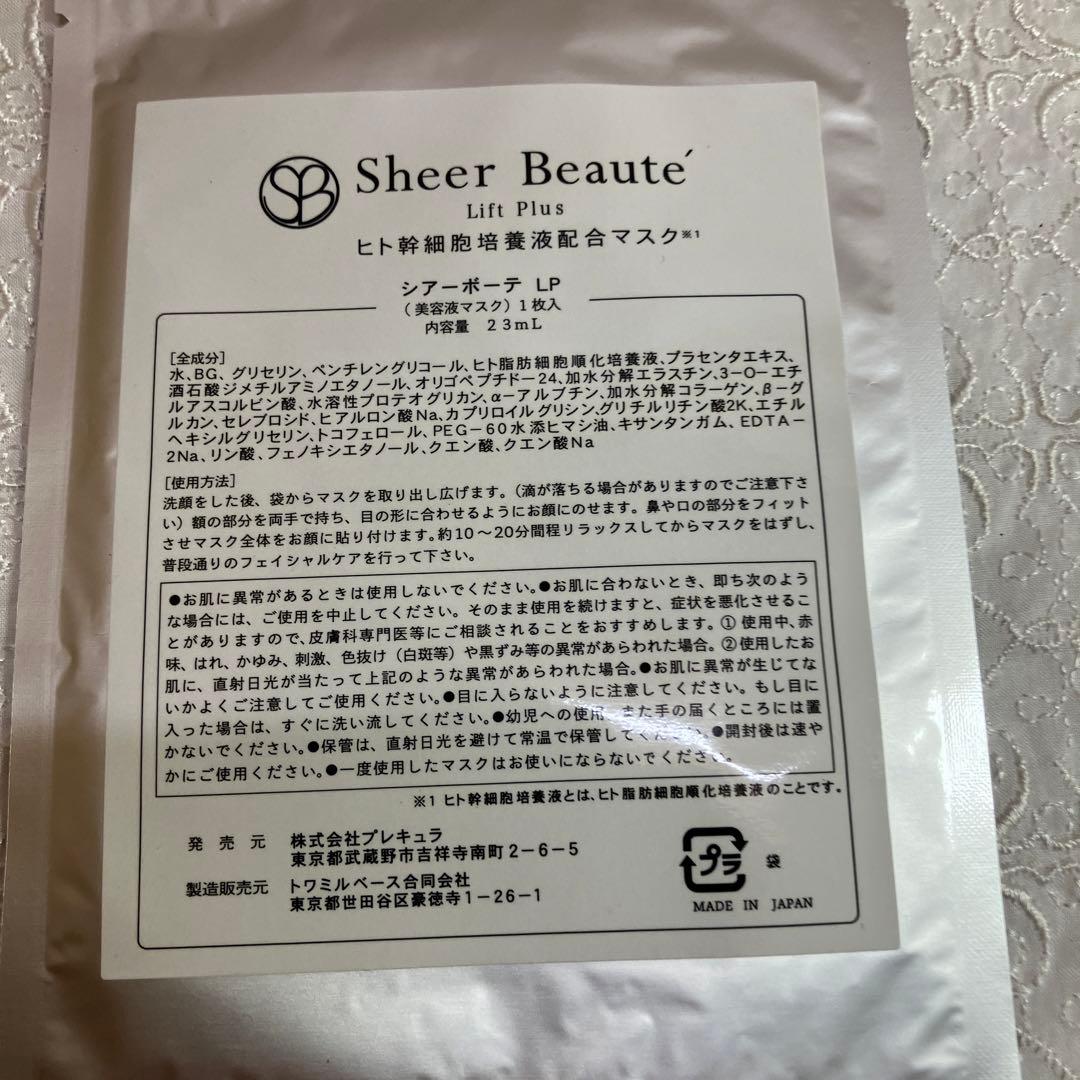 SB
Sheer Beauté
Lift Plus
ヒト幹細胞培養液配合マスク※1
シアーボーテ LP
(美容液マスク)1枚入
内容量 23mL
[全成分]
水、BG、グリセリン、ペンチレングリコール、ヒト脂肪細胞順化培養液、プラセンタエキス、
酒石酸ジメチルアミノエタノール、オリゴペプチドー24、加水分解エラスチン、3-O-エチ
ルアスコルビン酸、水溶性プロテオグリカン、α-アルブチン、加水分解コラーゲン、β-グ
ルカン、セレブロシド、ヒアルロン酸Na、カプリロイルグリシン、グリチルリチン酸2K、エチル
ヘキシルグリセリン、トコフェロール、PEG-60水添ヒマシ油、キサンタンガム、EDTA-
2Na、リン酸、フェノキシエタノール、クエン酸、クエン酸Na
[使用方法]
洗顔をした後、袋からマスクを取り出し広げます。(滴が落ちる場合がありますのでご注意下さ
い)額の部分を両手で持ち、目の形に合わせるようにお顔にのせます。鼻や口の部分をフィット
させマスク全体をお顔に貼り付けます。約10~20分間程リラックスしてからマスクをはずし、
普段通りのフェイシャルケアを行って下さい。
●お肌に異常があるときは使用しないでください。●お肌に合わないとき、即ち次のよう
な場合には、ご使用を中止してください。そのまま使用を続けますと、症状を悪化させるこ
とがありますので、皮膚科専門医等にご相談されることをおすすめします。①使用中、赤
味、はれ、かゆみ、刺激、色抜け(白斑等)や黒ずみ等の異常があらわれた場合。②使用したお
肌に、直射日光が当たって上記のような異常があらわれた場合。●お肌に異常が生じてな
いかよくご注意してご使用ください。●目に入らないように注意してください。もし目に
入った場合は、すぐに洗い流してください。●幼児への使用、また手の届くところには置
かないでください。●保管は、直射日光を避けて常温で保管してください。●開封後は速や
かにご使用ください。●一度使用したマスクはお使いにならないでください。
※1 ヒト幹細胞培養液とは、ヒト脂肪細胞順化培養液のことです。
発売元 株式会社プレキュラ
東京都武蔵野市吉祥寺南町2-6-5
製造販売元 トワミルベース合同会社
東京都世田谷区豪徳寺1-26-1
プラ 袋
MADE IN JAPAN